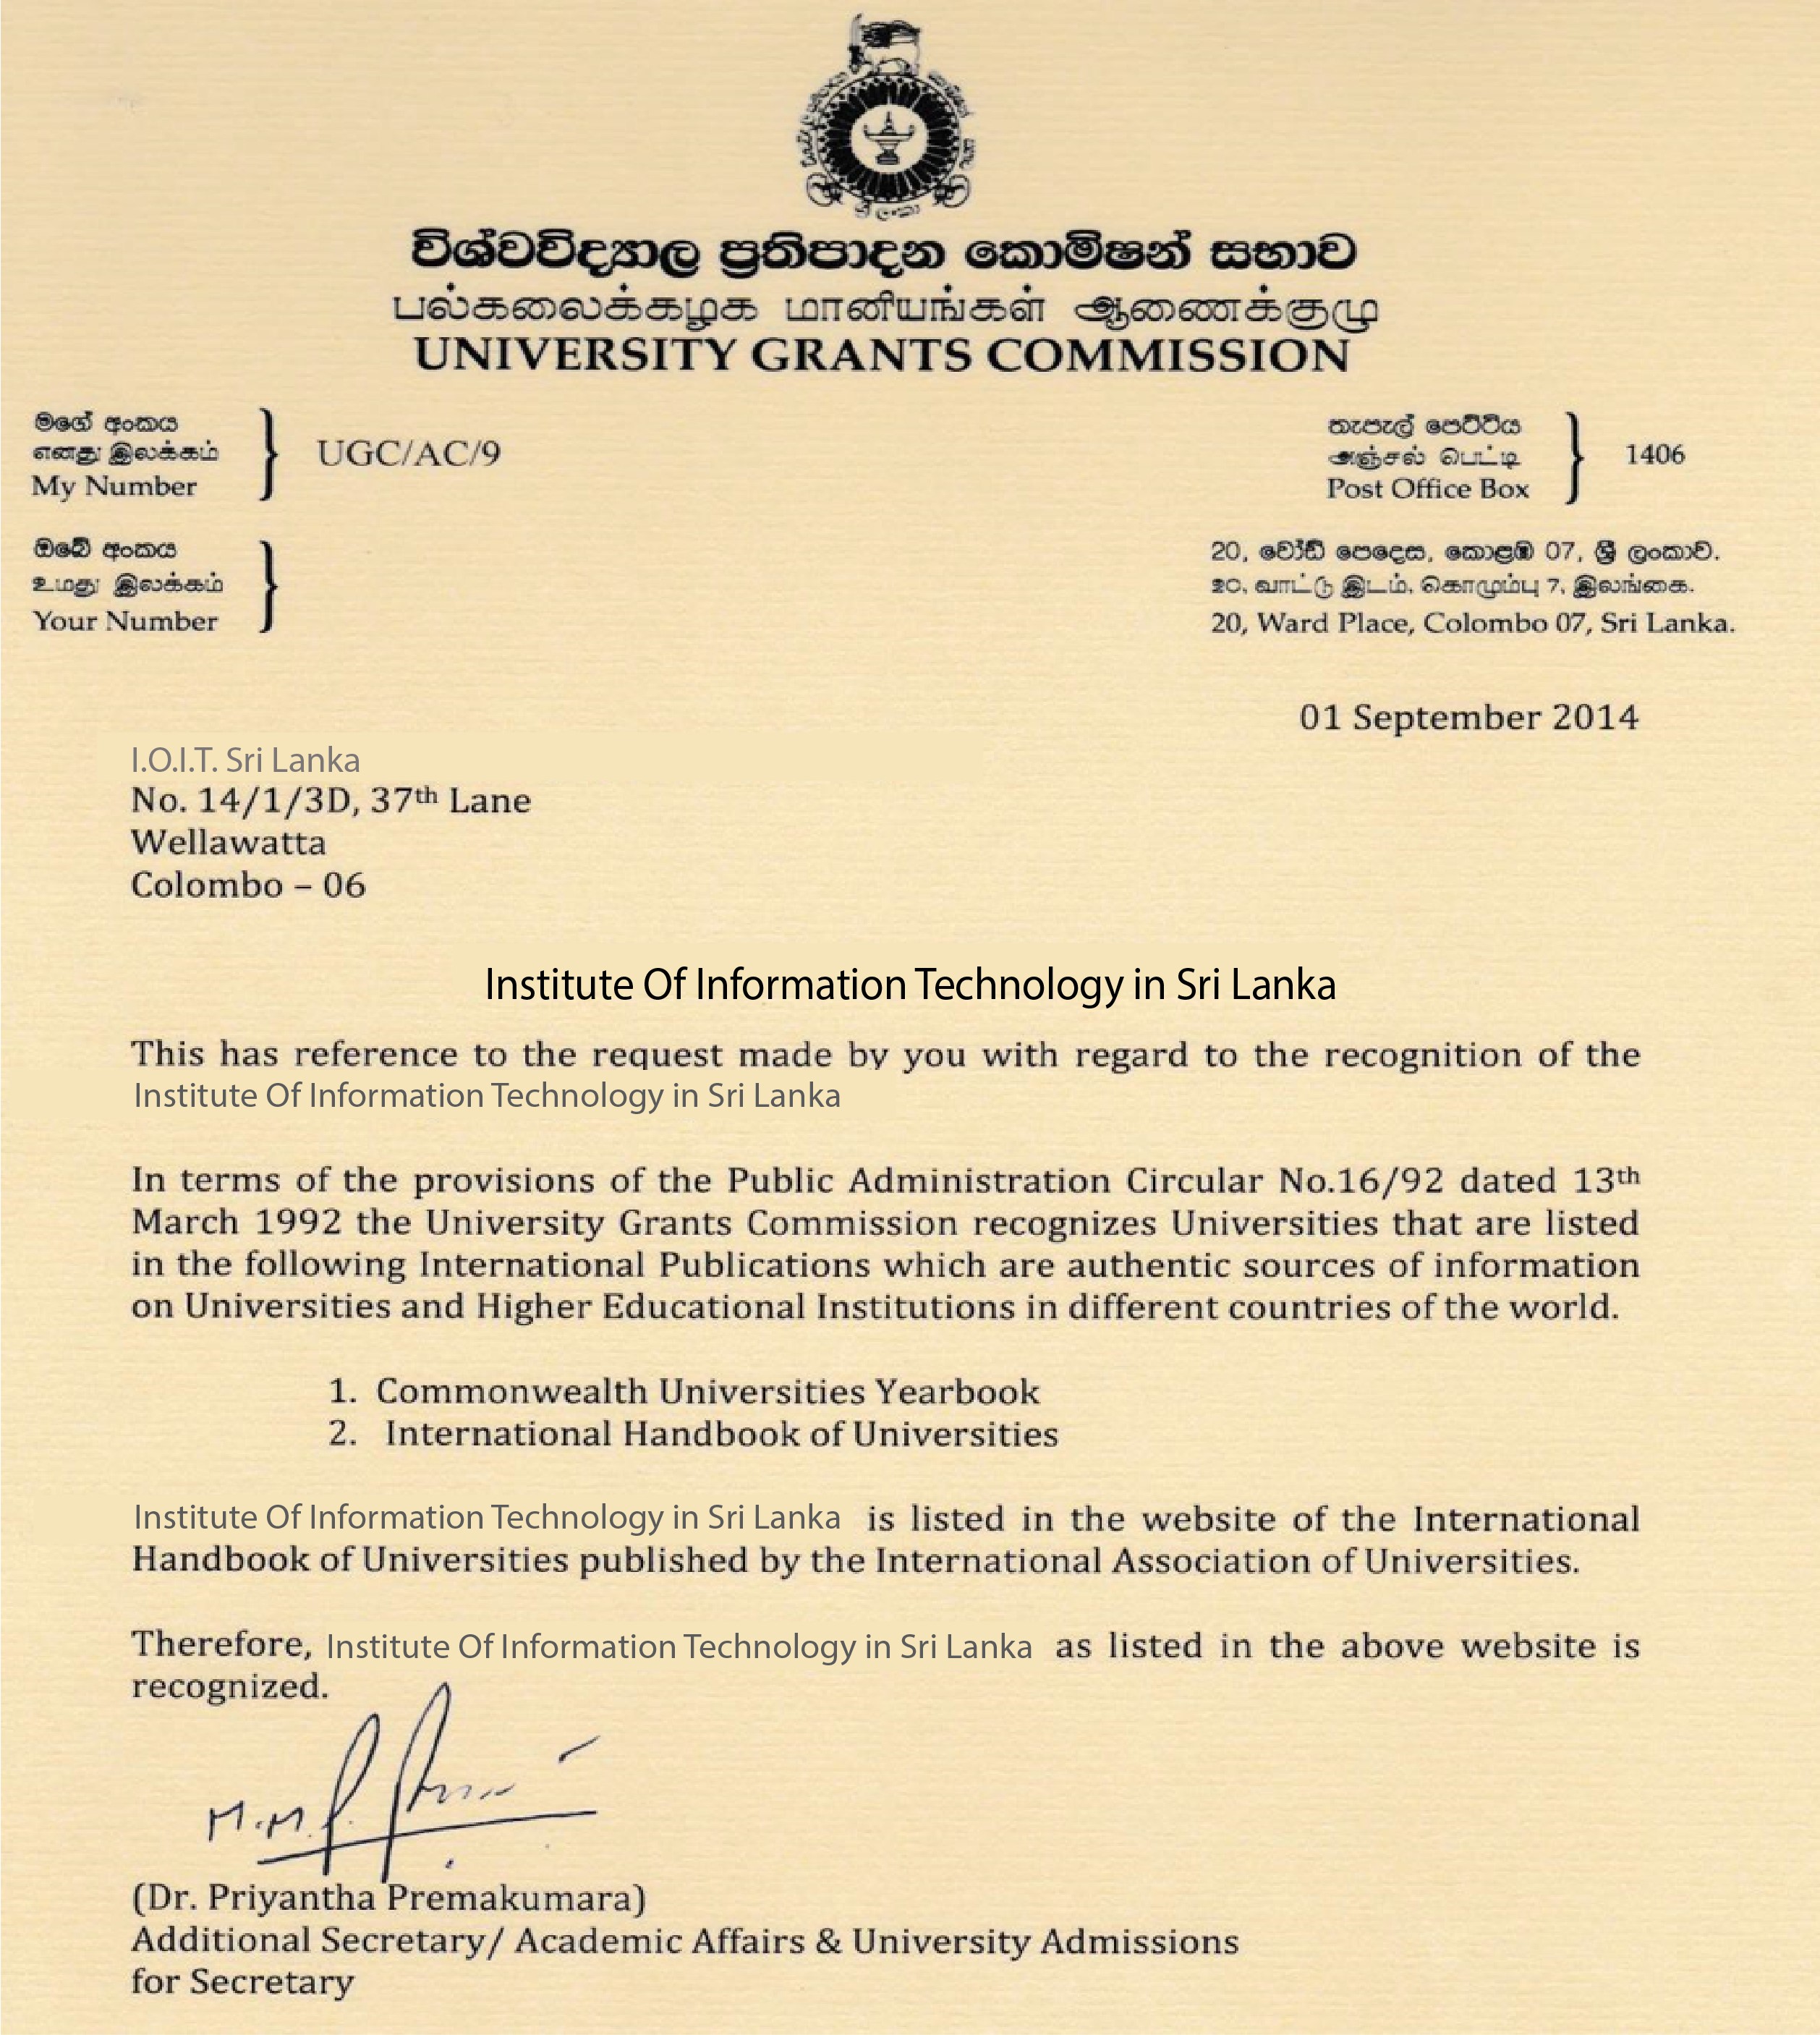 ශ්‍රී ලංකා
විශ්වවිද්‍යාල ප්‍රතිපාදන කොමිෂන් සභාව
பல்கலைக்கழக மானியங்கள் ஆணைக்குழு
UNIVERSITY GRANTS COMMISSION
මගේ අංකය
எனது இலக்கம்
My Number
UGC/AC/9
තැපැල් පෙට්ටිය
அஞ்சல் பெட்டி
Post Office Box
1406
ඔබේ අංකය
உமது இலக்கம்
Your Number
20, වෝඩ් පෙදෙස, කොළඹ 07, ශ්‍රී ලංකාව.
20, வாட்டு இடம், கொழும்பு 7, இலங்கை.
20, Ward Place, Colombo 07, Sri Lanka.
01 September 2014
I.O.I.T. Sri Lanka
No. 14/1/3D, 37th Lane
Wellawatta
Colombo – 06
Institute Of Information Technology in Sri Lanka
This has reference to the request made by you with regard to the recognition of the
Institute Of Information Technology in Sri Lanka
In terms of the provisions of the Public Administration Circular No.16/92 dated 13th
March 1992 the University Grants Commission recognizes Universities that are listed
in the following International Publications which are authentic sources of information
on Universities and Higher Educational Institutions in different countries of the world.
1. Commonwealth Universities Yearbook
2. International Handbook of Universities
Institute Of Information Technology in Sri Lanka is listed in the website of the International
Handbook of Universities published by the International Association of Universities.
Therefore, Institute Of Information Technology in Sri Lanka as listed in the above website is
recognized.
(Dr. Priyantha Premakumara)
Additional Secretary/ Academic Affairs & University Admissions
for Secretary